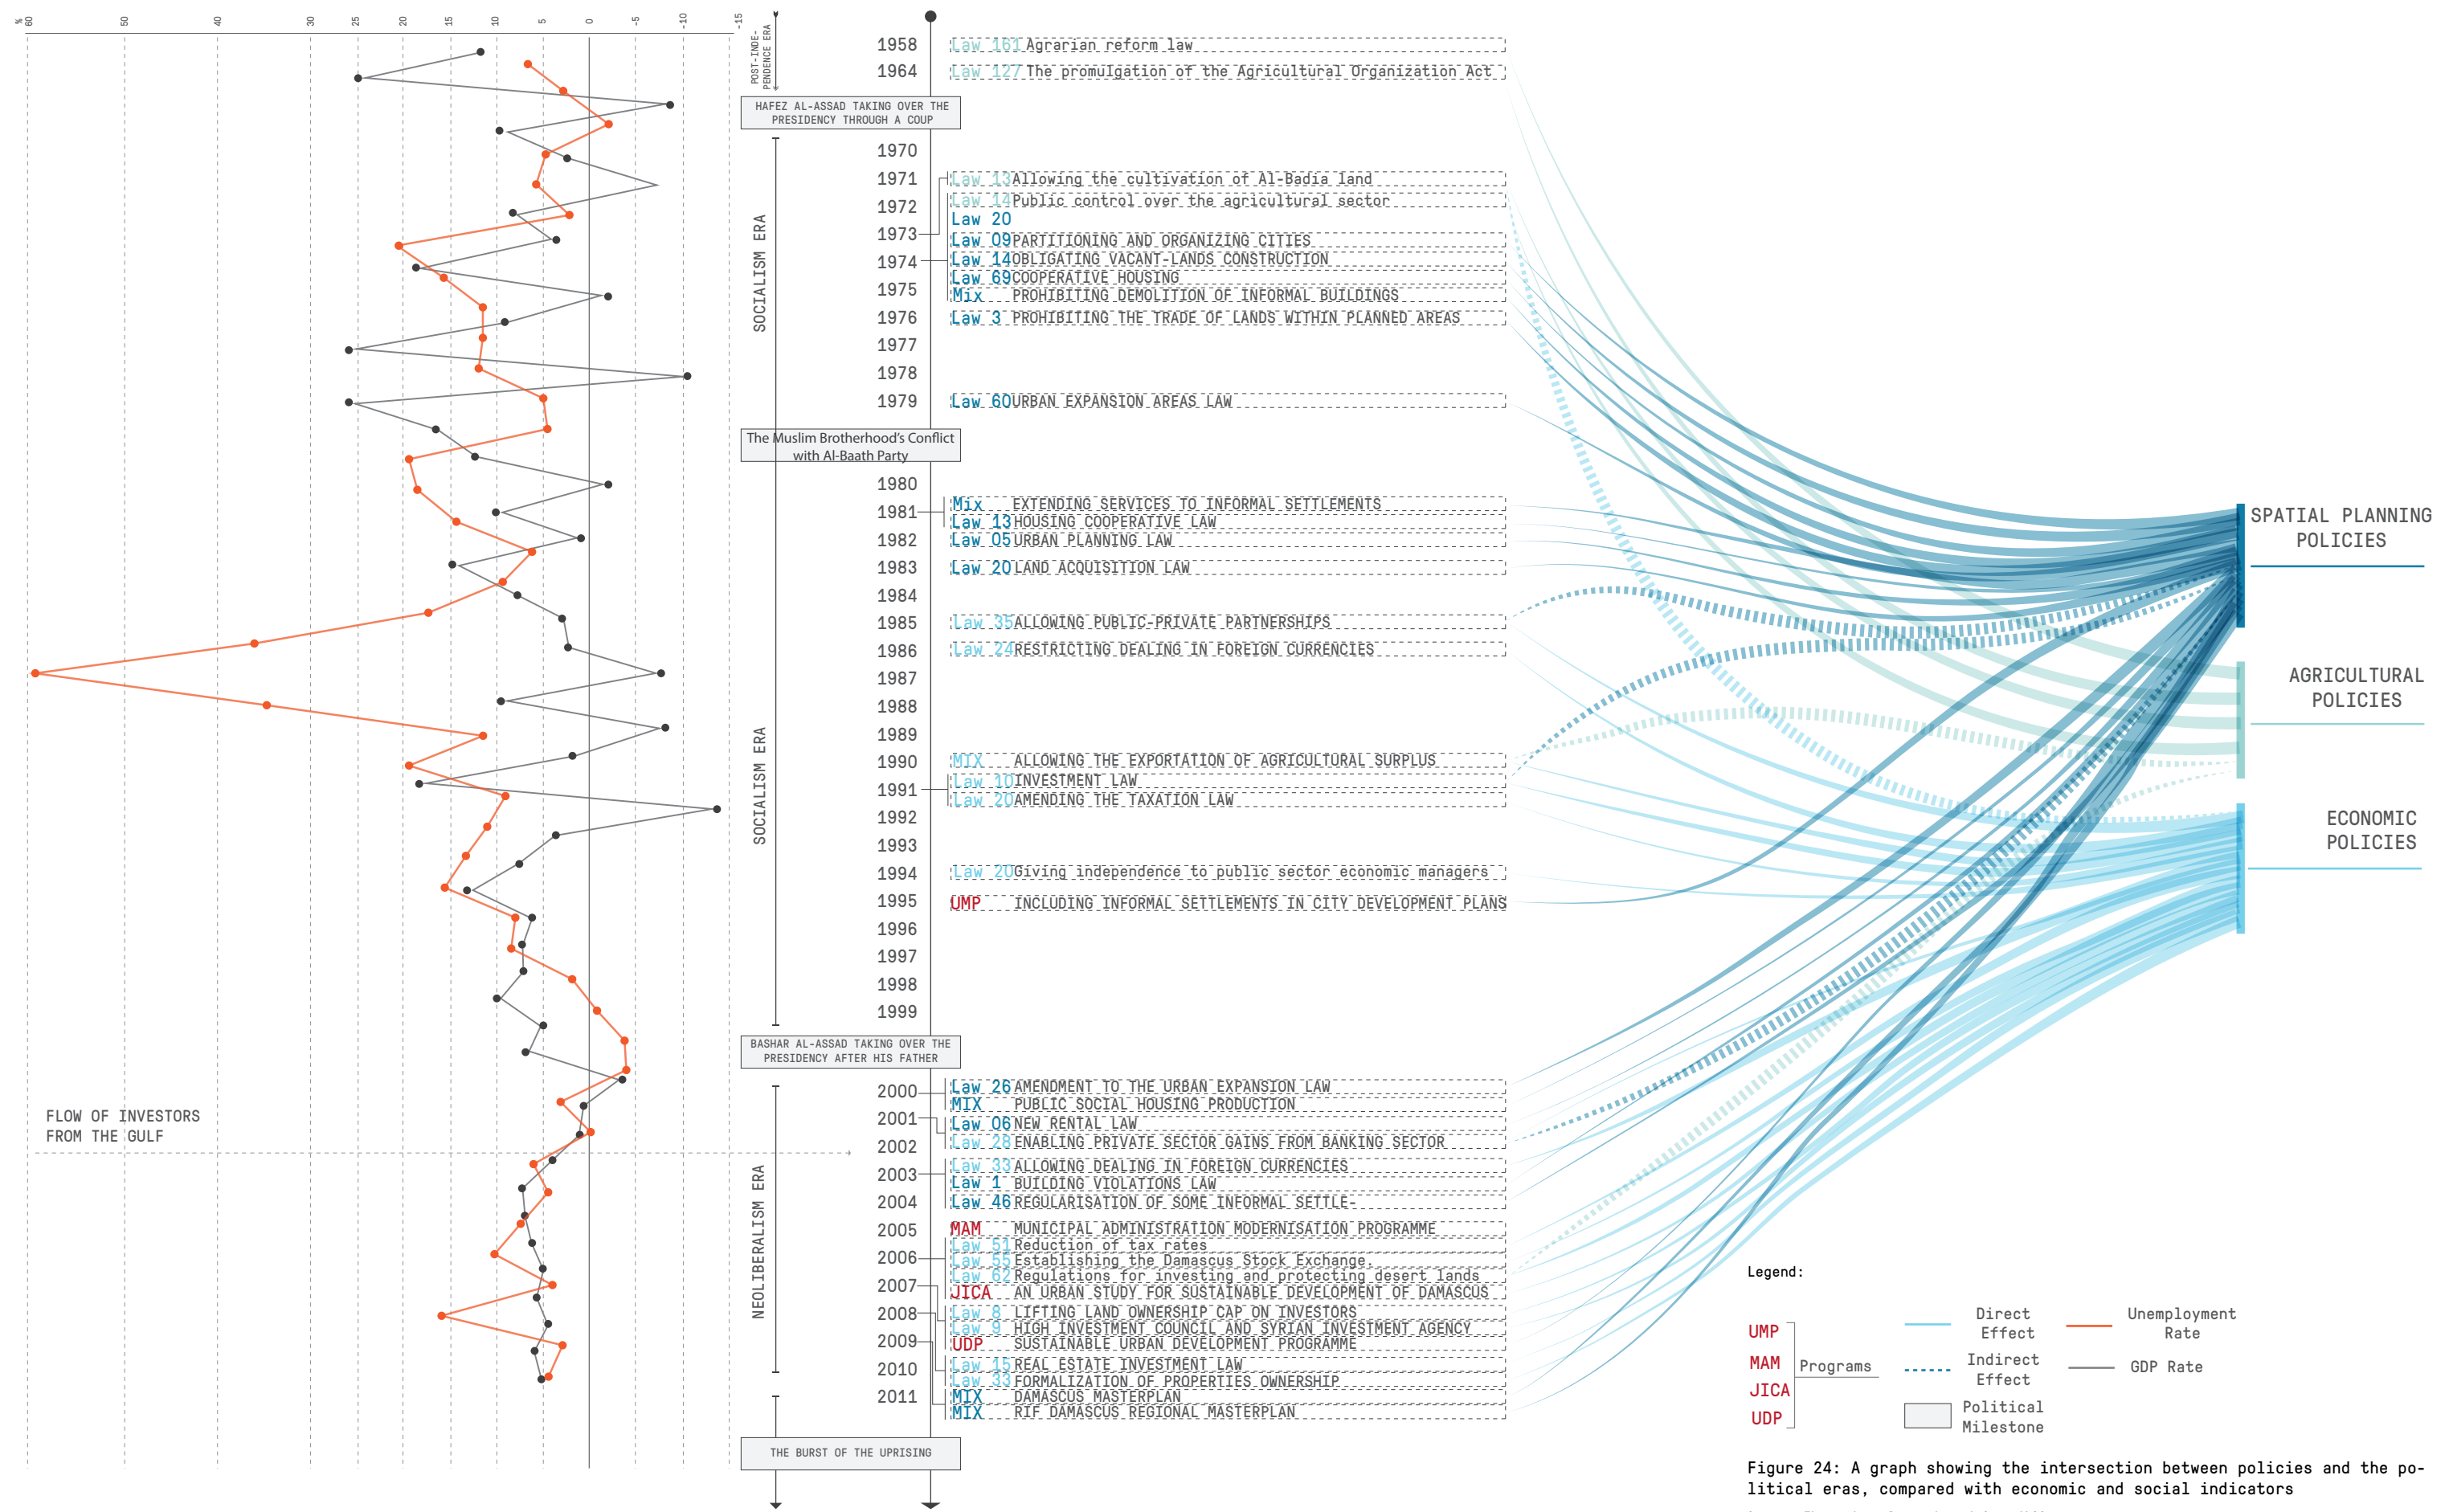 % 60 50 40 30 25 20 15 10 5 0 -5 -10 -15
POST-INDE-
PENDENCE ERA
1958 Law 161 Agrarian reform law
1964 Law 127 The promulgation of the Agricultural Organization Act
HAFEZ AL-ASSAD TAKING OVER THE
PRESIDENCY THROUGH A COUP
SOCIALISM ERA
1970
1971 Law 13 Allowing the cultivation of Al-Badia land
1972 Law 14 Public control over the agricultural sector
Law 20
1973 Law 09 PARTITIONING AND ORGANIZING CITIES
1974 Law 14 OBLIGATING VACANT-LANDS CONSTRUCTION
Law 69 COOPERATIVE HOUSING
1975 Mix PROHIBITING DEMOLITION OF INFORMAL BUILDINGS
1976 Law 3 PROHIBITING THE TRADE OF LANDS WITHIN PLANNED AREAS
1977
1978
1979 Law 60 URBAN EXPANSION AREAS LAW
The Muslim Brotherhood's Conflict
with Al-Baath Party
SOCIALISM ERA
1980
Mix EXTENDING SERVICES TO INFORMAL SETTLEMENTS
1981 Law 13 HOUSING COOPERATIVE LAW
1982 Law 05 URBAN PLANNING LAW
1983 Law 20 LAND ACQUISITION LAW
1984
1985 Law 35 ALLOWING PUBLIC-PRIVATE PARTNERSHIPS
1986 Law 24 RESTRICTING DEALING IN FOREIGN CURRENCIES
1987
1988
1989
1990 MIX ALLOWING THE EXPORTATION OF AGRICULTURAL SURPLUS
Law 10 INVESTMENT LAW
1991 Law 20 AMENDING THE TAXATION LAW
1992
1993
1994 Law 20 Giving independence to public sector economic managers
1995 UMP INCLUDING INFORMAL SETTLEMENTS IN CITY DEVELOPMENT PLANS
1996
1997
1998
1999
BASHAR AL-ASSAD TAKING OVER THE
PRESIDENCY AFTER HIS FATHER
FLOW OF INVESTORS
FROM THE GULF
NEOLIBERALISM ERA
2000 Law 26 AMENDMENT TO THE URBAN EXPANSION LAW
MIX PUBLIC SOCIAL HOUSING PRODUCTION
2001 Law 06 NEW RENTAL LAW
2002 Law 28 ENABLING PRIVATE SECTOR GAINS FROM BANKING SECTOR
Law 33 ALLOWING DEALING IN FOREIGN CURRENCIES
2003 Law 1 BUILDING VIOLATIONS LAW
2004 Law 46 REGULARISATION OF SOME INFORMAL SETTLE-
2005 MAM MUNICIPAL ADMINISTRATION MODERNISATION PROGRAMME
Law 51 Reduction of tax rates
2006 Law 55 Establishing the Damascus Stock Exchange.
Law 62 Regulations for investing and protecting desert lands
2007 JICA AN URBAN STUDY FOR SUSTAINABLE DEVELOPMENT OF DAMASCUS
2008 Law 8 LIFTING LAND OWNERSHIP CAP ON INVESTORS
Law 9 HIGH INVESTMENT COUNCIL AND SYRIAN INVESTMENT AGENCY
2009 UDP SUSTAINABLE URBAN DEVELOPMENT PROGRAMME
2010 Law 15 REAL ESTATE INVESTMENT LAW
Law 33 FORMALIZATION OF PROPERTIES OWNERSHIP
2011 MIX DAMASCUS MASTERPLAN
MIX RIF DAMASCUS REGIONAL MASTERPLAN
THE BURST OF THE UPRISING
SPATIAL PLANNING
POLICIES
AGRICULTURAL
POLICIES
ECONOMIC
POLICIES
Legend:
UMP
MAM
JICA
UDP
Programs
Direct
Effect
Indirect
Effect
Political
Milestone
Unemployment
Rate
GDP Rate
Figure 24: A graph showing the intersection between policies and the po-
litical eras, compared with economic and social indicators